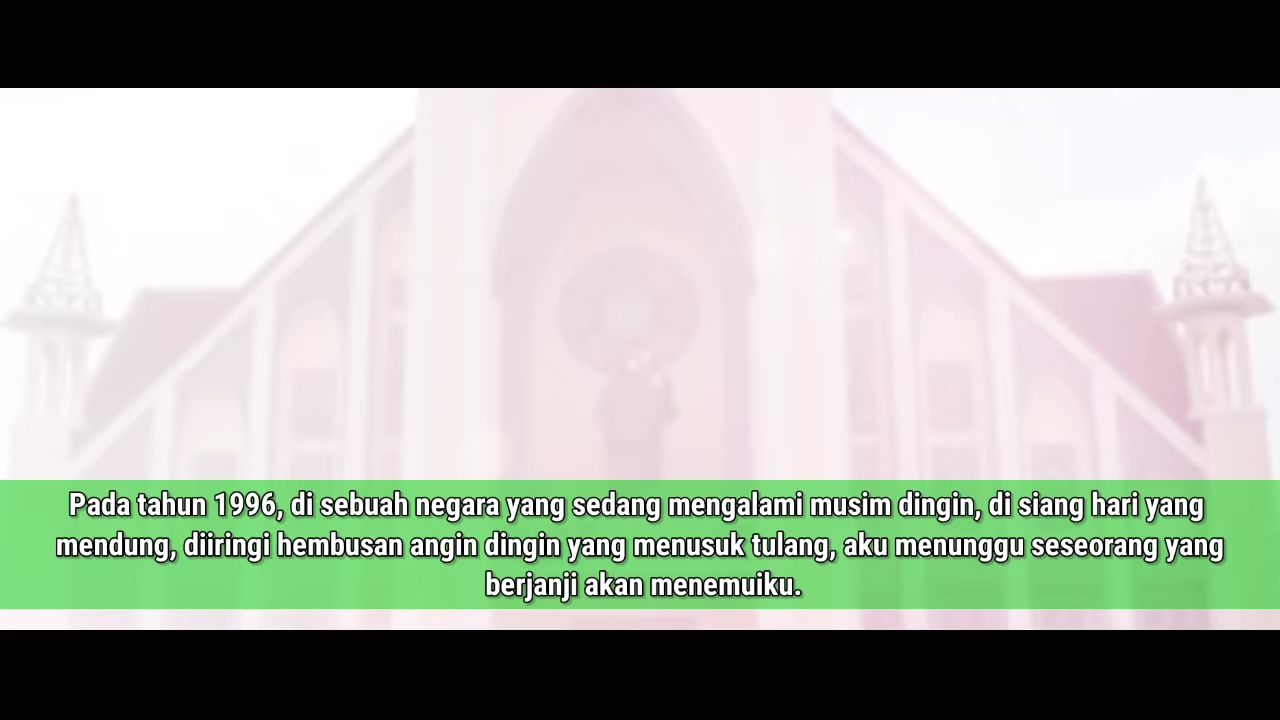 Pada tahun 1996, di sebuah negara yang sedang mengalami musim dingin, di siang hari yang
mendung, diiringi hembusan angin dingin yang menusuk tulang, aku menunggu seseorang yang
berjanji akan menemuiku.